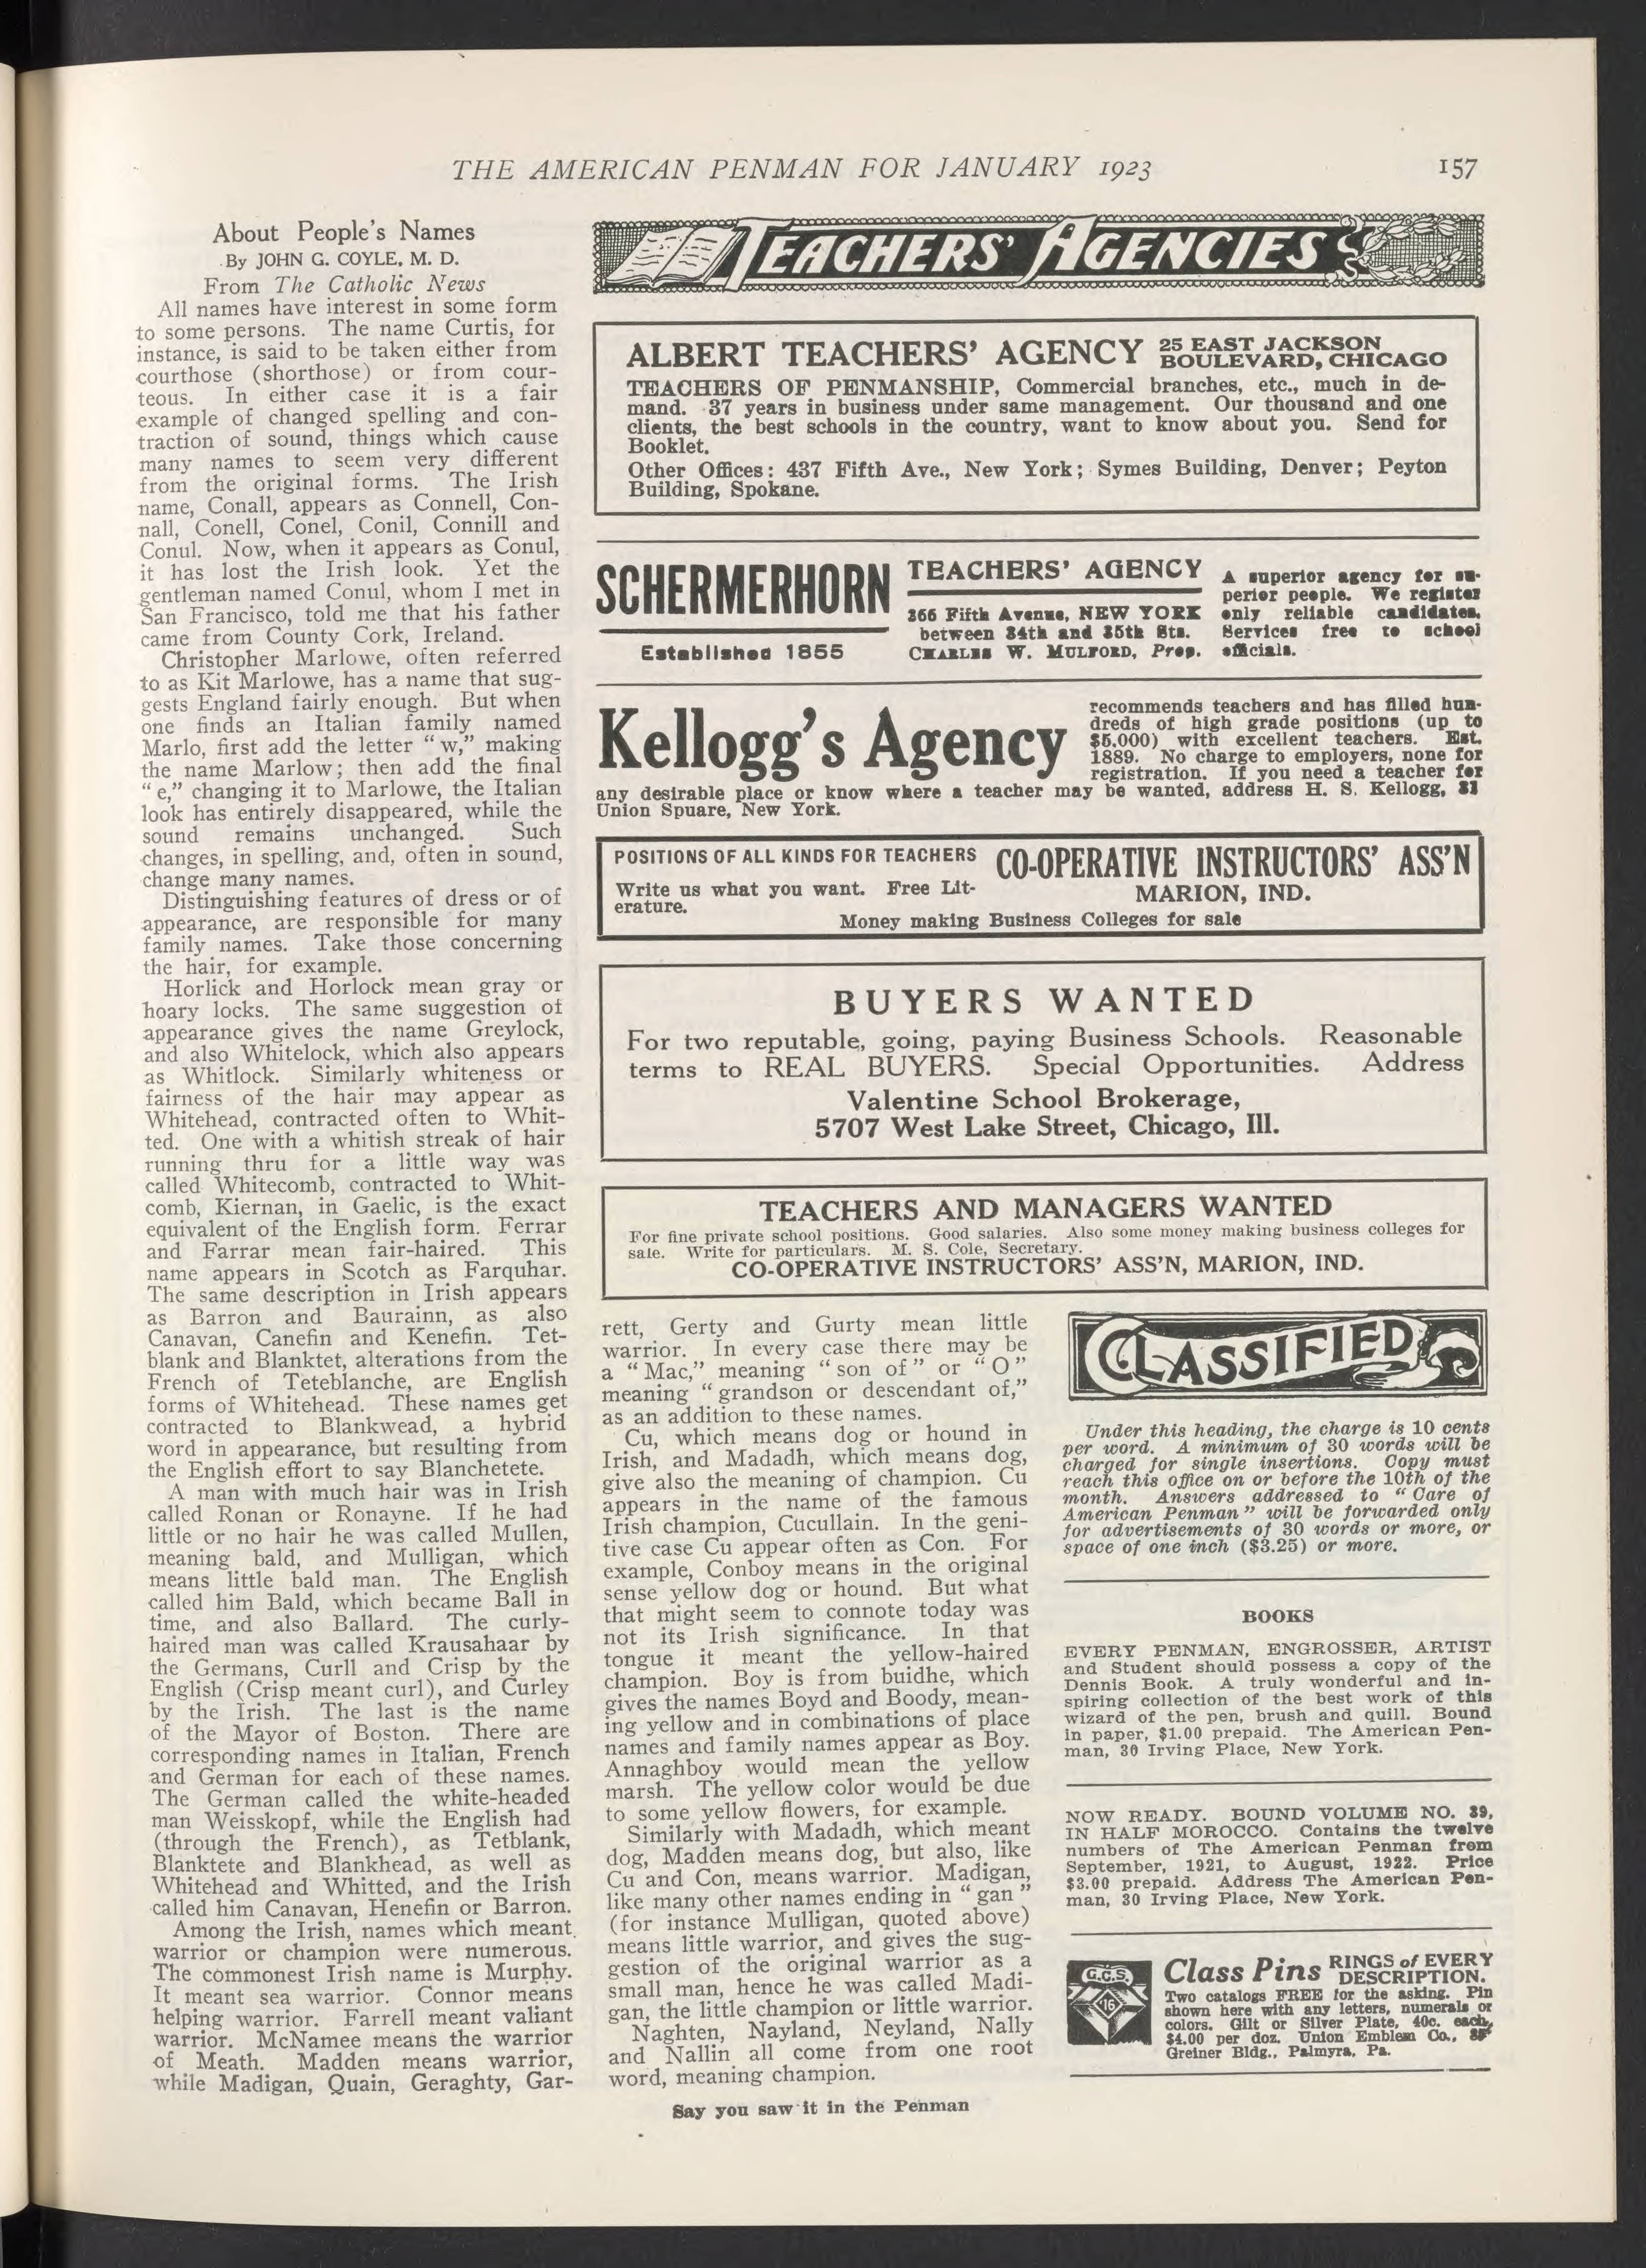 THE AMERICAN PENMAN FOR JANUARY 1923
157
About People's Names
By JOHN G. COYLE, M. D.
From The Catholic News
All names have interest in some form
to some persons. The name Curtis, for
instance, is said to be taken either from
courthose (shorthose) or from cour-
teous. In either case it is a fair
example of changed spelling and con-
traction of sound, things which cause
many names to seem very different
from the original forms. The Irish
name, Conall, appears as Connell, Con-
nall, Conell, Conel, Conil, Connill and
Conul. Now, when it appears as Conul,
it has lost the Irish look. Yet the
gentleman named Conul, whom I met in
San Francisco, told me that his father
came from County Cork, Ireland.
Christopher Marlowe, often referred
to as Kit Marlowe, has a name that sug-
gests England fairly enough. But when
one finds an Italian family named
Marlo, first add the letter "w," making
the name Marlow; then add the final
"e," changing it to Marlowe, the Italian
look has entirely disappeared, while the
sound remains unchanged. Such
changes, in spelling, and, often in sound,
change many names.
Distinguishing features of dress or of
appearance, are responsible for many
family names. Take those concerning
the hair, for example.
Horlick and Horlock mean gray or
hoary locks. The same suggestion of
appearance gives the name Greylock,
and also Whitelock, which also appears
as Whitlock. Similarly whiteness or
fairness of the hair may appear as
Whitehead, contracted often to Whit-
ted. One with a whitish streak of hair
running thru for a little way was
called Whitecomb, contracted to Whit-
comb, Kiernan, in Gaelic, is the exact
equivalent of the English form. Ferrar
and Farrar mean fair-haired. This
name appears in Scotch as Farquhar.
The same description in Irish appears
as Barron and Baurainn, as also
Canavan, Canefin and Kenefin. Tet-
blank and Blanktet, alterations from the
French of Teteblanche, are English
forms of Whitehead. These names get
contracted to Blankwead, a hybrid
word in appearance, but resulting from
the English effort to say Blanchetete.
A man with much hair was in Irish
called Ronan or Ronayne. If he had
little or no hair he was called Mullen,
meaning bald, and Mulligan, which
means little bald man. The English
called him Bald, which became Ball in
time, and also Ballard. The curly-
haired man was called Krausahaar by
the Germans, Curll and Crisp by the
English (Crisp meant curl), and Curley
by the Irish. The last is the name
of the Mayor of Boston. There are
corresponding names in Italian, French
and German for each of these names.
The German called the white-headed
man Weisskopf, while the English had
(through the French), as Tetblank,
Blanktete and Blankhead, as well as
Whitehead and Whitted, and the Irish
called him Canavan, Henefin or Barron.
Among the Irish, names which meant
warrior or champion were numerous.
The commonest Irish name is Murphy.
It meant sea warrior. Connor means
helping warrior. Farrell meant valiant
warrior. McNamee means the warrior
of Meath. Madden means warrior,
while Madigan, Quain, Geraghty, Gar-
TEACHERS' AGENCIES
ALBERT TEACHERS' AGENCY 25 EAST JACKSON
BOULEVARD, CHICAGO
TEACHERS OF PENMANSHIP, Commercial branches, etc., much in de-
mand. 37 years in business under same management. Our thousand and one
clients, the best schools in the country, want to know about you. Send for
Booklet.
Other Offices: 437 Fifth Ave., New York; Symes Building, Denver; Peyton
Building, Spokane.
SCHERMERHORN
Established 1855
TEACHERS' AGENCY
366 Fifth Avenue, NEW YORK
between 34th and 35th Sts.
CHARLES W. MULFORD, Prop.
A superior agency for su-
perior people. We register
only reliable candidates.
Services free to school
officials.
Kellogg's Agency
recommends teachers and has filled hun-
dreds of high grade positions (up to
$5.000) with excellent teachers. Est.
1889. No charge to employers, none for
registration. If you need a teacher for
any desirable place or know where a teacher may be wanted, address H. S. Kellogg, 31
Union Spuare, New York.
POSITIONS OF ALL KINDS FOR TEACHERS
Write us what you want. Free Lit-
erature.
CO-OPERATIVE INSTRUCTORS' ASS'N
MARION, IND.
Money making Business Colleges for sale
BUYERS WANTED
For two reputable, going, paying Business Schools. Reasonable
terms to REAL BUYERS. Special Opportunities. Address
Valentine School Brokerage,
5707 West Lake Street, Chicago, Ill.
TEACHERS AND MANAGERS WANTED
For fine private school positions. Good salaries. Also some money making business colleges for
sale. Write for particulars. M. S. Cole, Secretary.
CO-OPERATIVE INSTRUCTORS' ASS'N, MARION, IND.
rett, Gerty and Gurty mean little
warrior. In every case there may be
a "Mac," meaning "son of" or "O"
meaning "grandson or descendant of,"
as an addition to these names.
Cu, which means dog or hound in
Irish, and Madadh, which means dog,
give also the meaning of champion. Cu
appears in the name of the famous
Irish champion, Cucullain. In the geni-
tive case Cu appear often as Con. For
example, Conboy means in the original
sense yellow dog or hound. But what
that might seem to connote today was
not its Irish significance. In that
tongue it meant the yellow-haired
champion. Boy is from buidhe, which
gives the names Boyd and Boody, mean-
ing yellow and in combinations of place
names and family names appear as Boy.
Annaghboy would mean the yellow
marsh. The yellow color would be due
to some yellow flowers, for example.
Similarly with Madadh, which meant
dog, Madden means dog, but also, like
Cu and Con, means warrior. Madigan,
like many other names ending in "gan"
(for instance Mulligan, quoted above)
means little warrior, and gives the sug-
gestion of the original warrior as a
small man, hence he was called Madi-
gan, the little champion or little warrior.
Naghten, Nayland, Neyland, Nally
and Nallin all come from one root
word, meaning champion.
CLASSIFIED
Under this heading, the charge is 10 cents
per word. A minimum of 30 words will be
charged for single insertions. Copy must
reach this office on or before the 10th of the
month. Answers addressed to "Care of
American Penman" will be forwarded only
for advertisements of 30 words or more, or
space of one inch ($3.25) or more.
BOOKS
EVERY PENMAN, ENGROSSER, ARTIST
and Student should possess a copy of the
Dennis Book. A truly wonderful and in-
spiring collection of the best work of this
wizard of the pen, brush and quill. Bound
in paper, $1.00 prepaid. The American Pen-
man, 30 Irving Place, New York.
NOW READY. BOUND VOLUME NO. 39,
IN HALF MOROCCO. Contains the twelve
numbers of The American Penman from
September, 1921, to August, 1922. Price
$3.00 prepaid. Address The American Pen-
man, 30 Irving Place, New York.
G.C.S.
'16
Class Pins RINGS of EVERY
DESCRIPTION.
Two catalogs FREE for the asking. Pin
shown here with any letters, numerals or
colors. Gilt or Silver Plate, 40c. each,
$4.00 per doz. Union Emblem Co.,
Greiner Bldg., Palmyra, Pa.
Say you saw it in the Penman